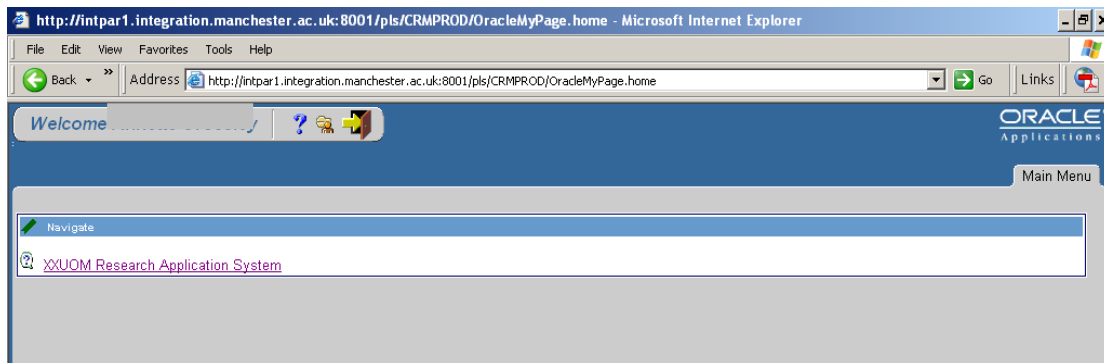 http://intpar1.integration.manchester.ac.uk:8001/pls/CRMPROD/OracleMyPage.home - Microsoft Internet Explorer
File Edit View Favorites Tools Help
Back » Address http://intpar1.integration.manchester.ac.uk:8001/pls/CRMPROD/OracleMyPage.home Go Links
Welcome
ORACLE
Applications
Main Menu
Navigate
XXUOM Research Application System